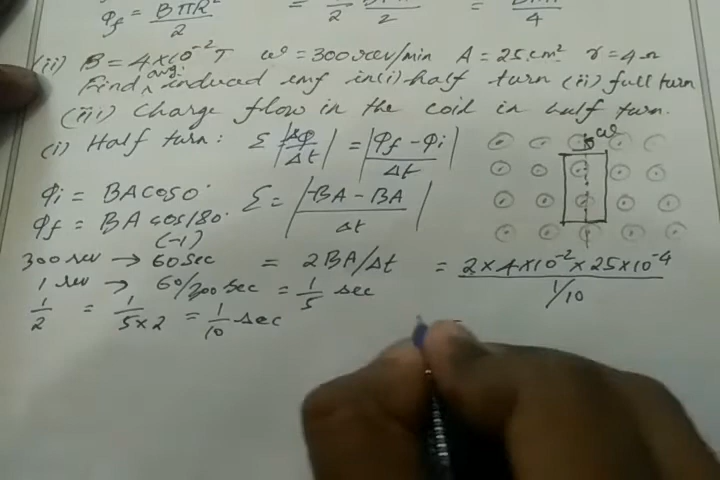 Φf = BπR² / 2 = 4
(ii) B = 4×10⁻²T ω = 300 rev/min A = 25 cm² r = 4 Ω
Find avg. induced emf in (i) half turn (ii) full turn
(iii) Charge flow in the coil in half turn.
(i) Half turn: Ɛ |ΔΦ/Δt| = |Φf - Φi / Δt| ω
Φi = BA cos0° Ɛ = |-BA - BA / Δt|
Φf = BA cos180°
(-1)
300 rev → 60 sec = 2BA/Δt = 2×4×10⁻²×25×10⁻⁴ / 1/10
1 rev → 60/300 sec = 1/5 sec
1/2 = 1/5×2 = 1/10 sec